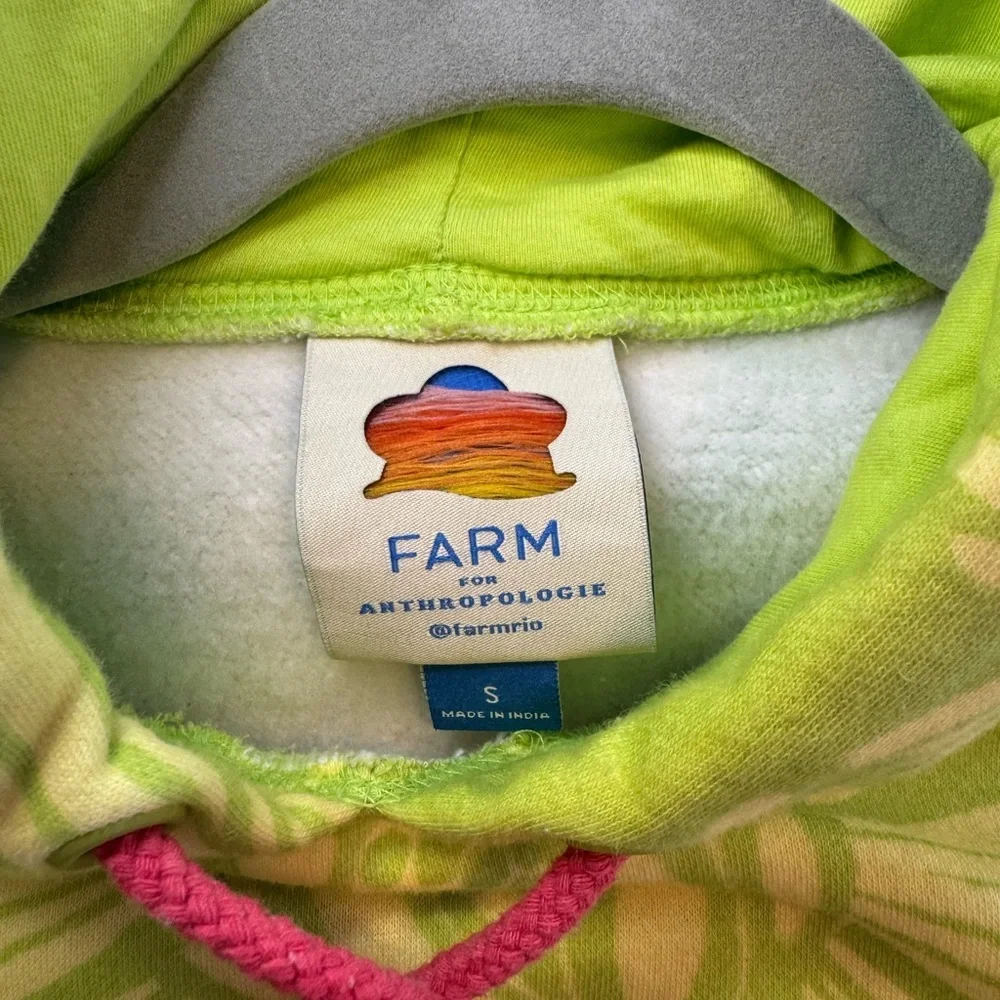 FARM
FOR
ANTHROPOLOGIE
@farmrio
S
MADE IN INDIA